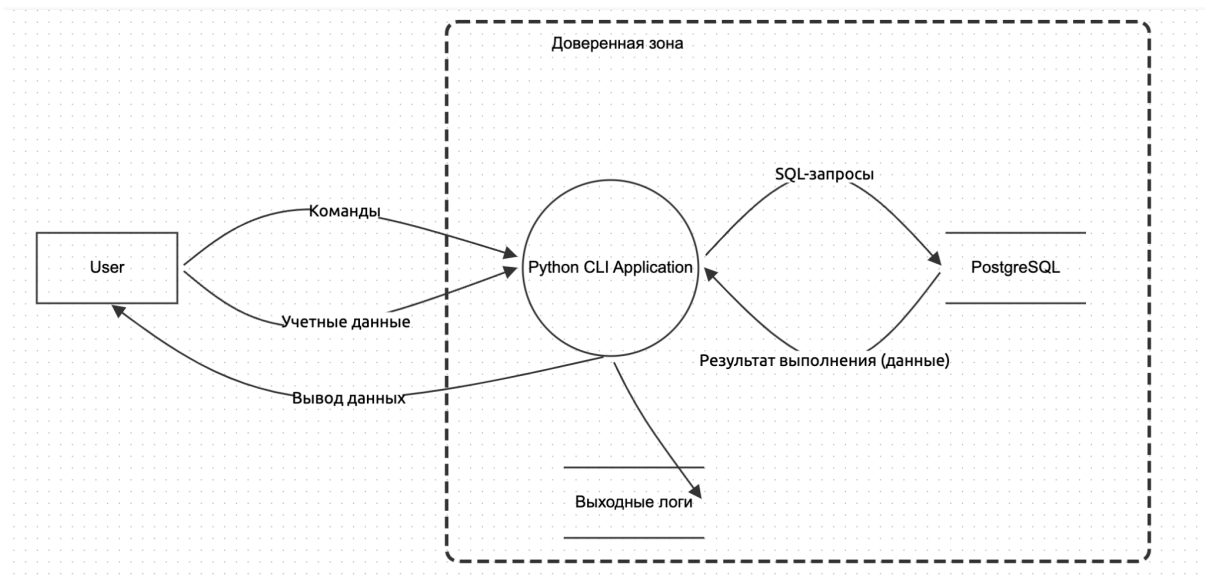 Доверенная зона
SQL-запросы
Команды
User
Python CLI Application
PostgreSQL
Учетные данные
Результат выполнения (данные)
Вывод данных
Выходные логи